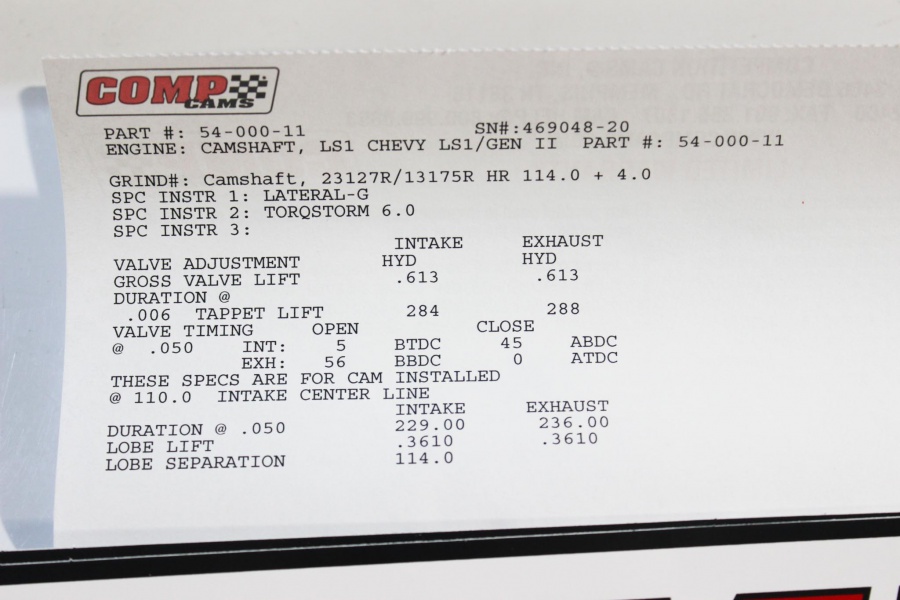 COMP
CAMS
PART #: 54-000-11 SN#:469048-20
ENGINE: CAMSHAFT, LS1 CHEVY LS1/GEN II PART #: 54-000-11
GRIND#: Camshaft, 23127R/13175R HR 114.0 + 4.0
SPC INSTR 1: LATERAL-G
SPC INSTR 2: TORQSTORM 6.0
SPC INSTR 3:
INTAKE EXHAUST
VALVE ADJUSTMENT HYD HYD
GROSS VALVE LIFT .613 .613
DURATION @
.006 TAPPET LIFT 284 288
VALVE TIMING OPEN CLOSE
@ .050 INT: 5 BTDC 45 ABDC
EXH: 56 BBDC 0 ATDC
THESE SPECS ARE FOR CAM INSTALLED
@ 110.0 INTAKE CENTER LINE
INTAKE EXHAUST
DURATION @ .050 229.00 236.00
LOBE LIFT .3610 .3610
LOBE SEPARATION 114.0